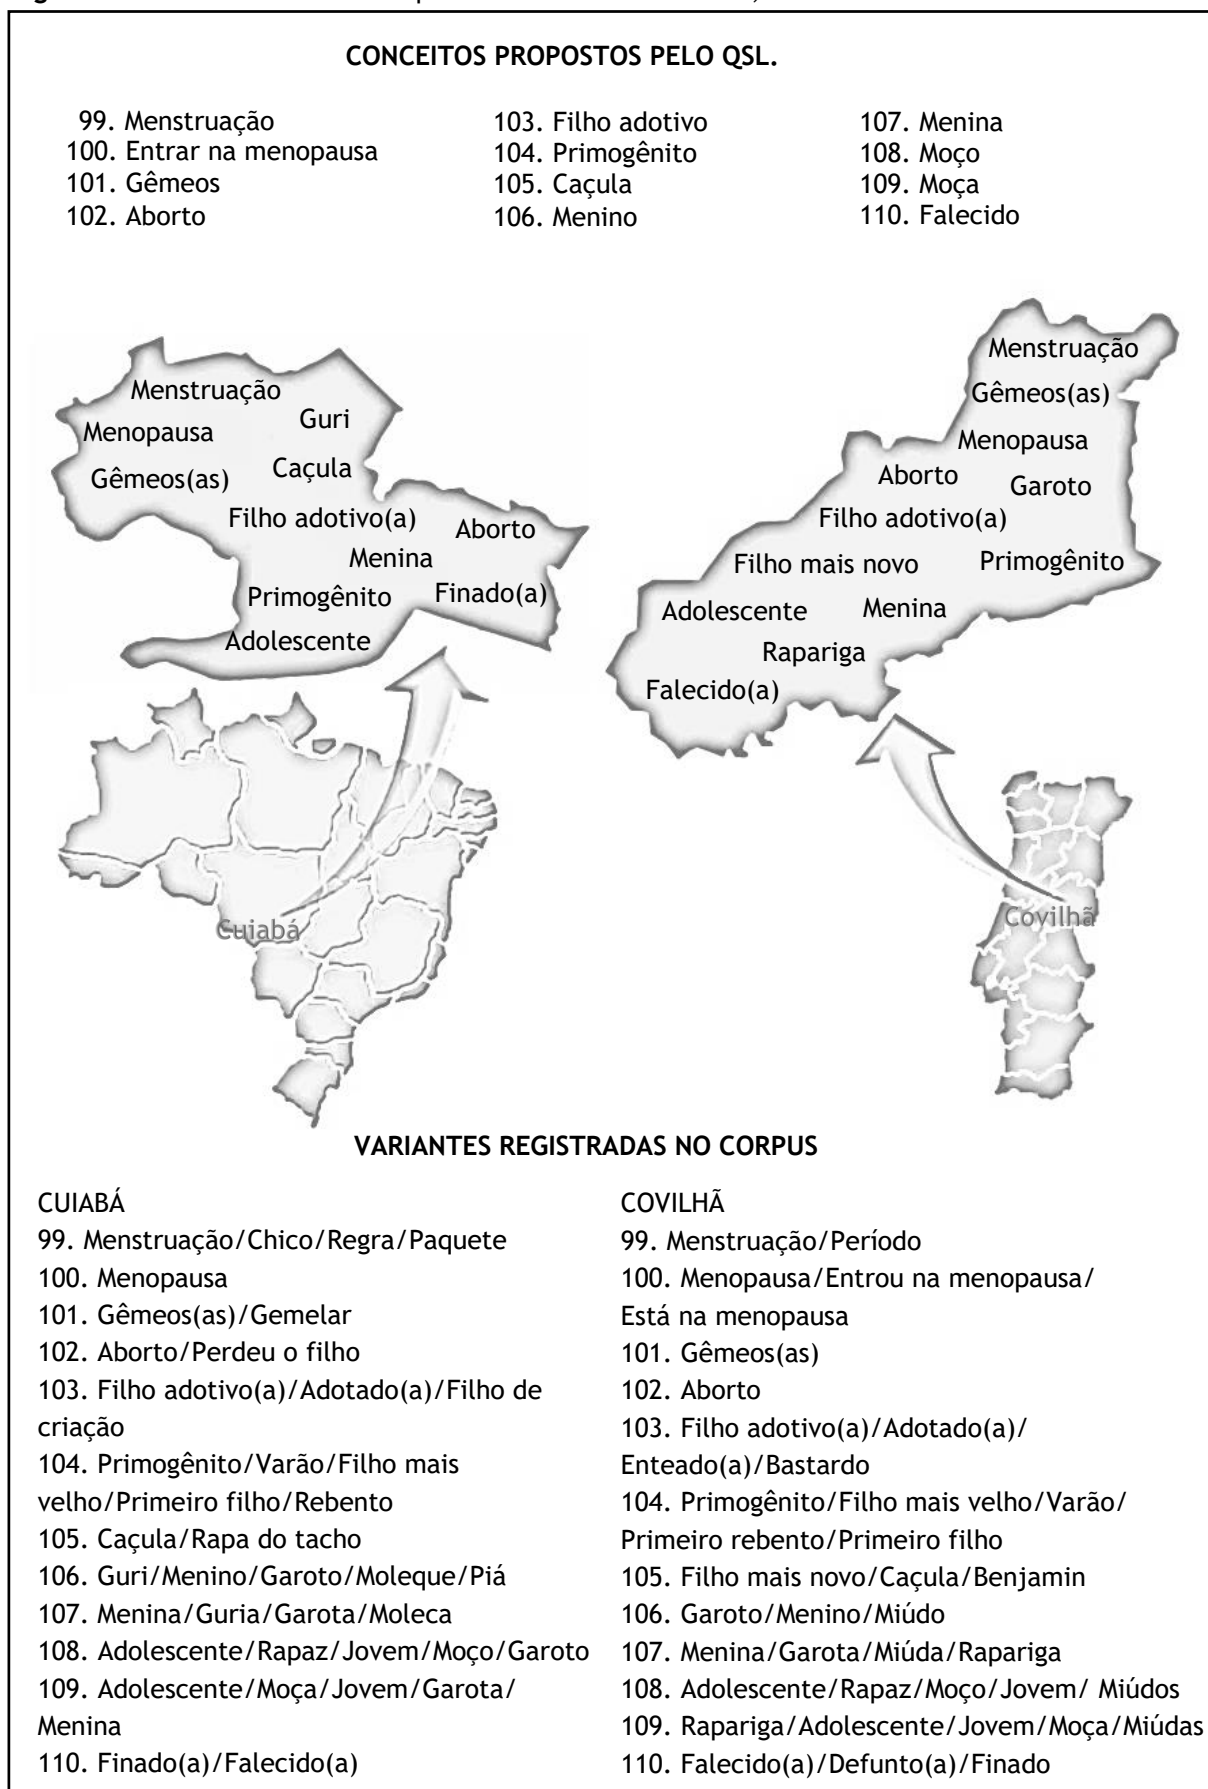 CONCEITOS PROPOSTOS PELO QSL.
99. Menstruação
100. Entrar na menopausa
101. Gêmeos
102. Aborto
103. Filho adotivo
104. Primogênito
105. Caçula
106. Menino
107. Menina
108. Moço
109. Moça
110. Falecido
Menstruação
Guri
Menopausa
Caçula
Gêmeos(as)
Filho adotivo(a)
Aborto
Menina
Primogênito
Finado(a)
Adolescente
Cuiabá
Menstruação
Gêmeos(as)
Menopausa
Aborto
Garoto
Filho adotivo(a)
Filho mais novo
Primogênito
Adolescente
Menina
Rapariga
Falecido(a)
Covilhã
VARIANTES REGISTRADAS NO CORPUS
CUIABÁ
99. Menstruação/Chico/Regra/Paquete
100. Menopausa
101. Gêmeos(as)/Gemelar
102. Aborto/Perdeu o filho
103. Filho adotivo(a)/Adotado(a)/Filho de
criação
104. Primogênito/Varão/Filho mais
velho/Primeiro filho/Rebento
105. Caçula/Rapa do tacho
106. Guri/Menino/Garoto/Moleque/Piá
107. Menina/Guria/Garota/Moleca
108. Adolescente/Rapaz/Jovem/Moço/Garoto
109. Adolescente/Moça/Jovem/Garota/
Menina
110. Finado(a)/Falecido(a)
COVILHÃ
99. Menstruação/Período
100. Menopausa/Entrou na menopausa/
Está na menopausa
101. Gêmeos(as)
102. Aborto
103. Filho adotivo(a)/Adotado(a)/
Enteado(a)/Bastardo
104. Primogênito/Filho mais velho/Varão/
Primeiro rebento/Primeiro filho
105. Filho mais novo/Caçula/Benjamin
106. Garoto/Menino/Miúdo
107. Menina/Garota/Miúda/Rapariga
108. Adolescente/Rapaz/Moço/Jovem/ Miúdos
109. Rapariga/Adolescente/Jovem/Moça/Miúdas
110. Falecido(a)/Defunto(a)/Finado